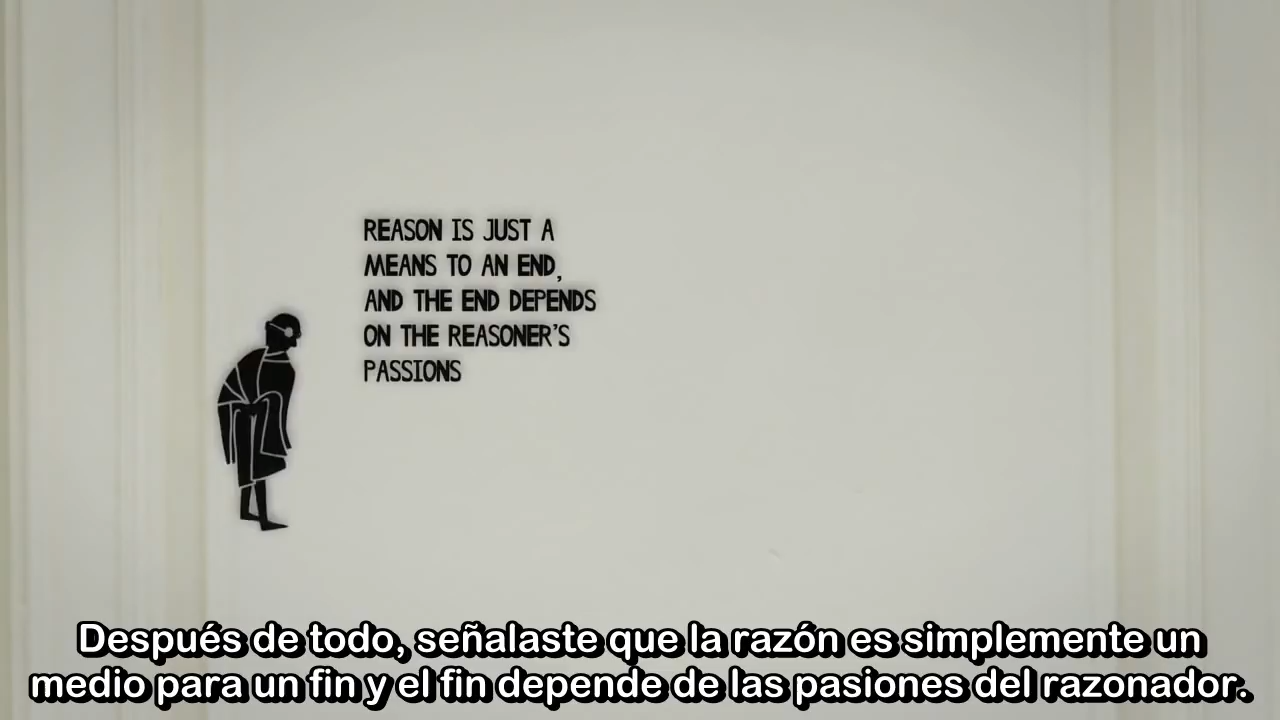 REASON IS JUST A
MEANS TO AN END,
AND THE END DEPENDS
ON THE REASONER'S
PASSIONS
Después de todo, señalaste que la razón es simplemente un
medio para un fin y el fin depende de las pasiones del razonador.